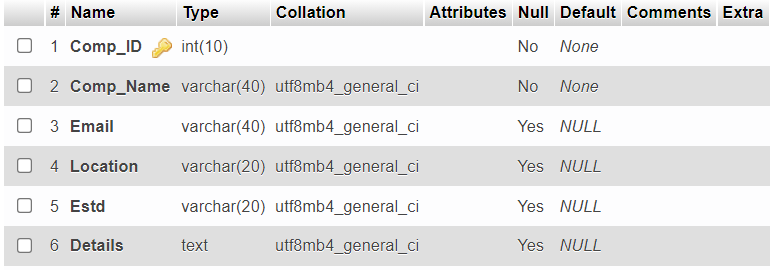 # Name Type Collation Attributes Null Default Comments Extra
1 Comp_ID int(10) No None
2 Comp_Name varchar(40) utf8mb4_general_ci No None
3 Email varchar(40) utf8mb4_general_ci Yes NULL
4 Location varchar(20) utf8mb4_general_ci Yes NULL
5 Estd varchar(20) utf8mb4_general_ci Yes NULL
6 Details text utf8mb4_general_ci Yes NULL